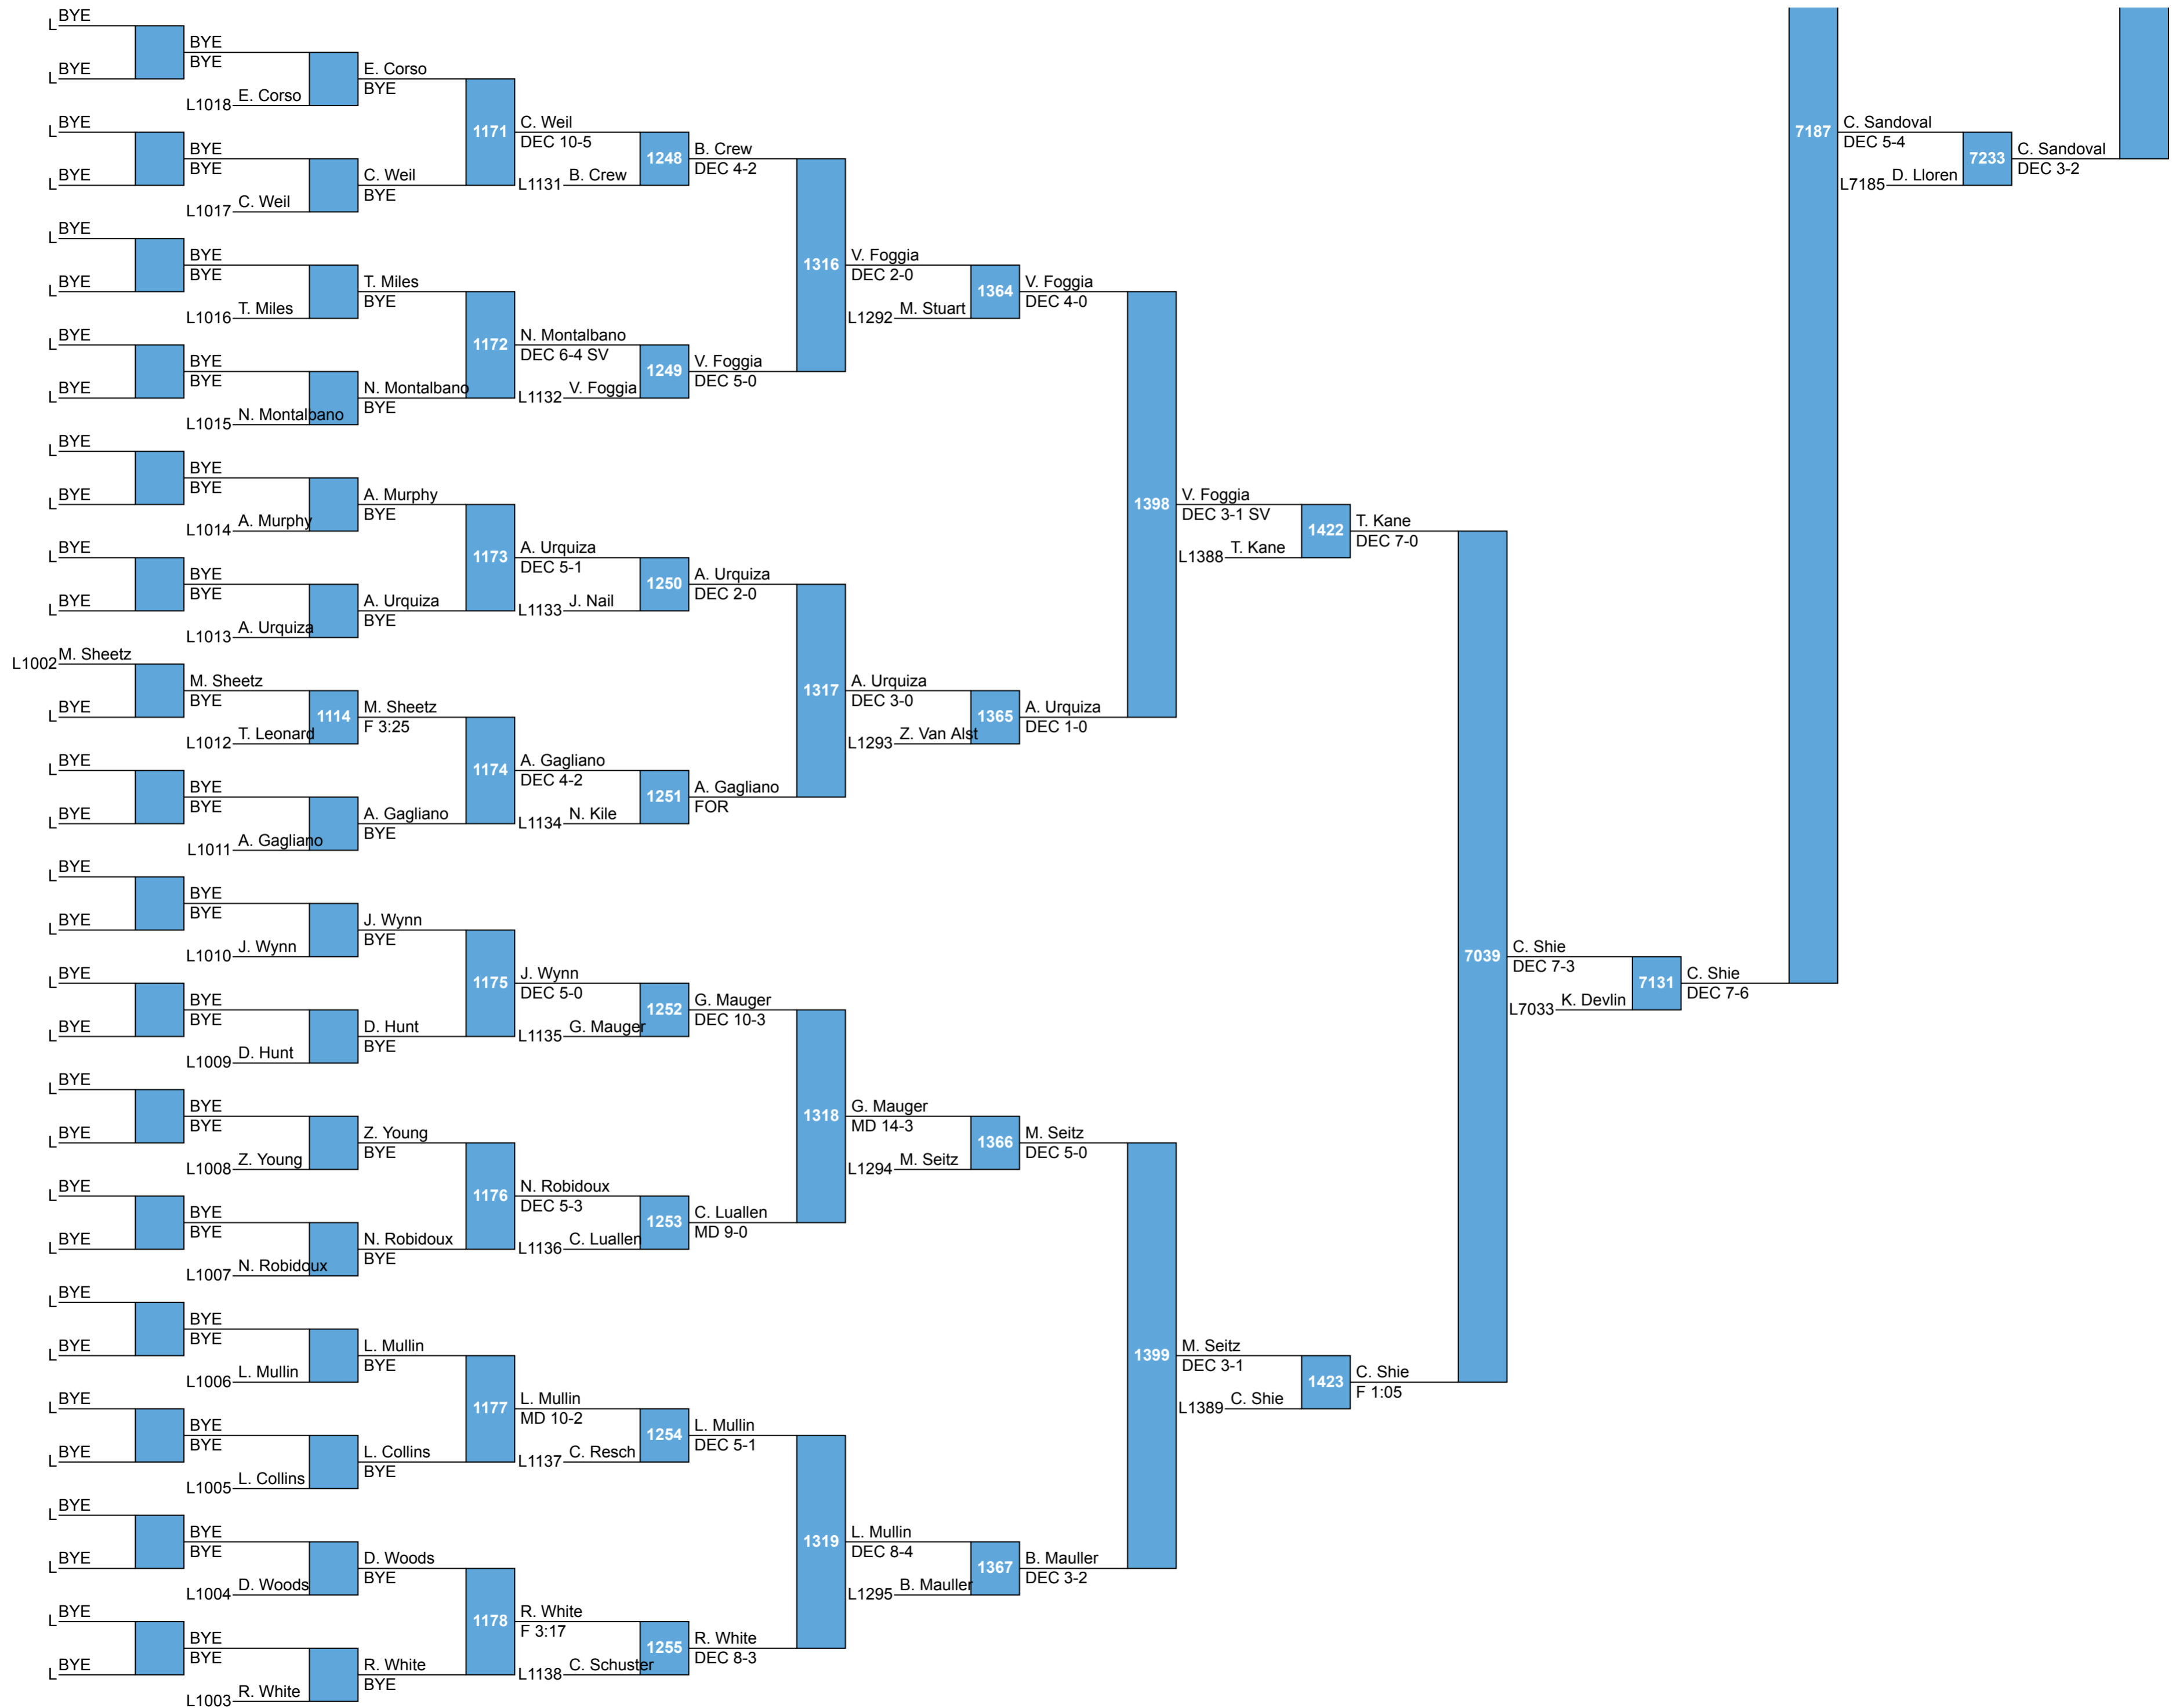 L BYE
L BYE
BYE
BYE
L1018 E. Corso
E. Corso
BYE
L BYE
L BYE
BYE
BYE
L1017 C. Weil
C. Weil
BYE
1171
C. Weil
DEC 10-5
L1131 B. Crew
1248
B. Crew
DEC 4-2
L BYE
L BYE
BYE
BYE
L1016 T. Miles
T. Miles
BYE
L BYE
L BYE
BYE
BYE
L1015 N. Montalbano
N. Montalbano
BYE
1172
N. Montalbano
DEC 6-4 SV
L1132 V. Foggia
1249
V. Foggia
DEC 5-0
1316
V. Foggia
DEC 2-0
L1292 M. Stuart
1364
V. Foggia
DEC 4-0
L BYE
L BYE
BYE
BYE
L1014 A. Murphy
A. Murphy
BYE
L BYE
L BYE
BYE
BYE
L1013 A. Urquiza
A. Urquiza
BYE
1173
A. Urquiza
DEC 5-1
L1133 J. Nail
1250
A. Urquiza
DEC 2-0
L1002 M. Sheetz
L BYE
M. Sheetz
BYE
L1012 T. Leonard
1114
M. Sheetz
F 3:25
L BYE
L BYE
BYE
BYE
L1011 A. Gagliano
A. Gagliano
BYE
1174
A. Gagliano
DEC 4-2
L1134 N. Kile
1251
A. Gagliano
FOR
1317
A. Urquiza
DEC 3-0
L1293 Z. Van Alst
1365
A. Urquiza
DEC 1-0
1398
V. Foggia
DEC 3-1 SV
L1388 T. Kane
1422
T. Kane
DEC 7-0
L BYE
L BYE
BYE
BYE
L1010 J. Wynn
J. Wynn
BYE
L BYE
L BYE
BYE
BYE
L1009 D. Hunt
D. Hunt
BYE
1175
J. Wynn
DEC 5-0
L1135 G. Mauger
1252
G. Mauger
DEC 10-3
L BYE
L BYE
BYE
BYE
L1008 Z. Young
Z. Young
BYE
L BYE
L BYE
BYE
BYE
L1007 N. Robidoux
N. Robidoux
BYE
1176
N. Robidoux
DEC 5-3
L1136 C. Luallen
1253
C. Luallen
MD 9-0
1318
G. Mauger
MD 14-3
L1294 M. Seitz
1366
M. Seitz
DEC 5-0
L BYE
L BYE
BYE
BYE
L1006 L. Mullin
L. Mullin
BYE
L BYE
L BYE
BYE
BYE
L1005 L. Collins
L. Collins
BYE
1177
L. Mullin
MD 10-2
L1137 C. Resch
1254
L. Mullin
DEC 5-1
L BYE
L BYE
BYE
BYE
L1004 D. Woods
D. Woods
BYE
L BYE
L BYE
BYE
BYE
L1003 R. White
R. White
BYE
1178
R. White
F 3:17
L1138 C. Schuster
1255
R. White
DEC 8-3
1319
L. Mullin
DEC 8-4
L1295 B. Mauller
1367
B. Mauller
DEC 3-2
1399
M. Seitz
DEC 3-1
L1389 C. Shie
1423
C. Shie
F 1:05
7039
C. Shie
DEC 7-3
L7033 K. Devlin
7131
C. Shie
DEC 7-6
7187
C. Sandoval
DEC 5-4
L7185 D. Lloren
7233
C. Sandoval
DEC 3-2